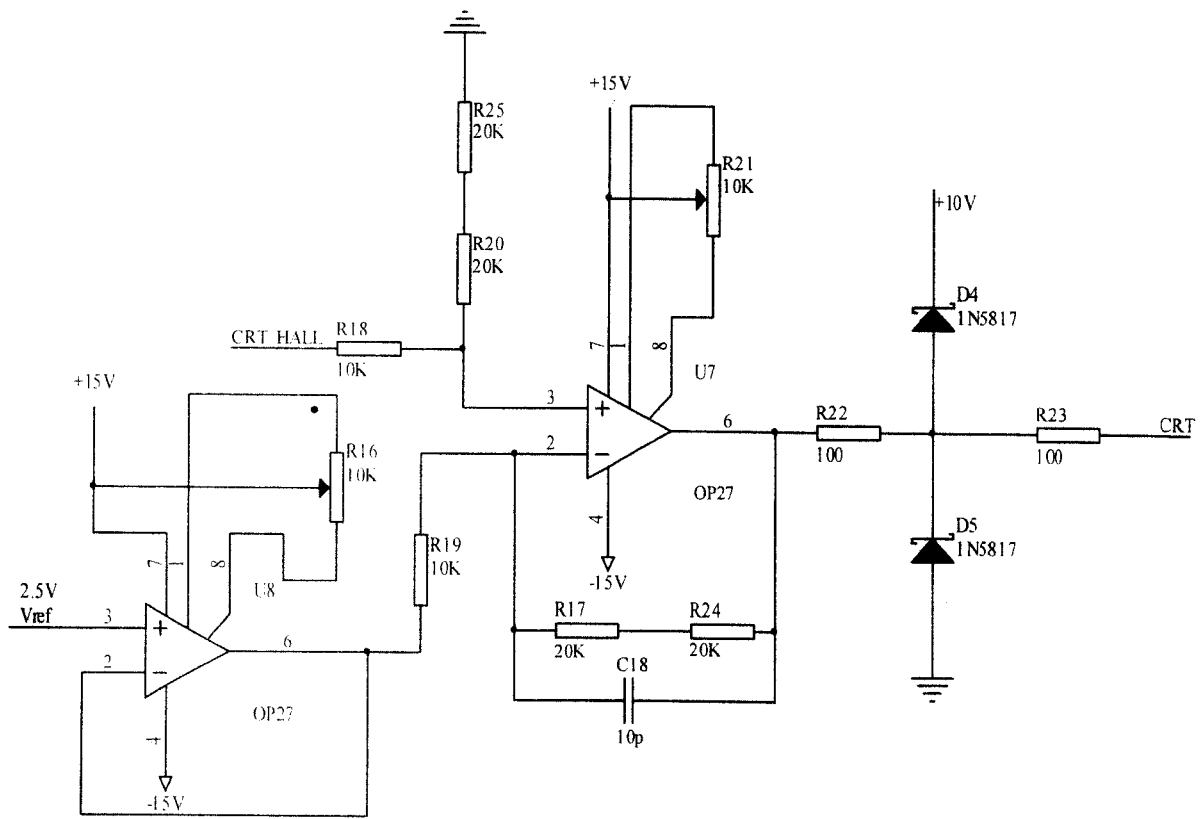 R25
20K
+15V
R21
10K
+10V
R20
20K
D4
1N5817
CRT HALL
R18
10K
7
1
8
U7
+15V
3
2
6
R22
100
R23
100
CRT
R16
10K
OP27
4
-15V
D5
1N5817
R19
10K
7
1
8
U8
2.5V
Vref
3
2
6
R17
20K
R24
20K
C18
10p
OP27
4
-15V